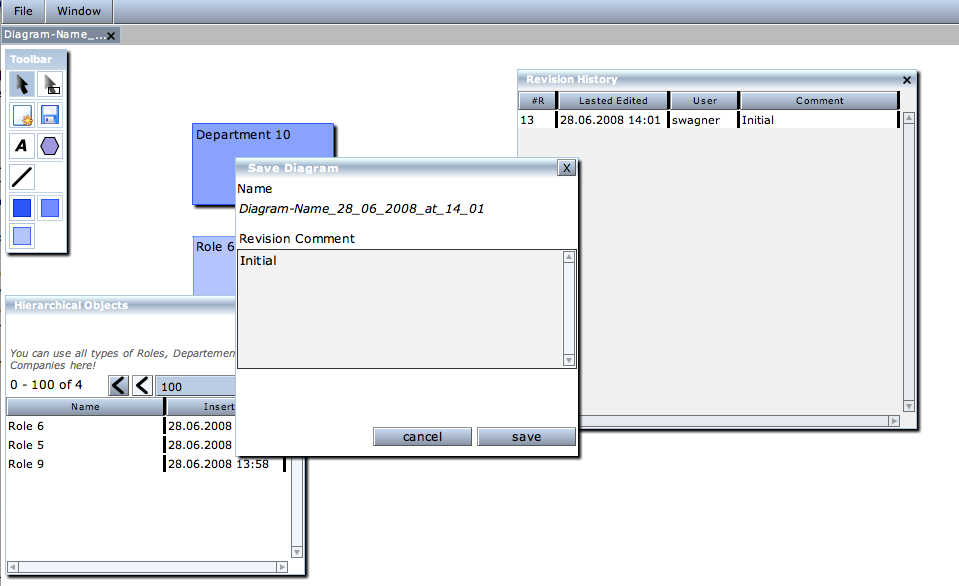 File Window
Diagram-Name_...
Toolbar
A
Department 10
Role 6
Revision History
#R Lasted Edited User Comment
13 28.06.2008 14:01 swagner Initial
Save Diagram X
Name
Diagram-Name_28_06_2008_at_14_01
Revision Comment
Initial
cancel save
Hierarchical Objects
You can use all types of Roles, Departemen
Companies here!
0 - 100 of 4 100
Name Insert
Role 6 28.06.2008
Role 5 28.06.2008
Role 9 28.06.2008 13:58